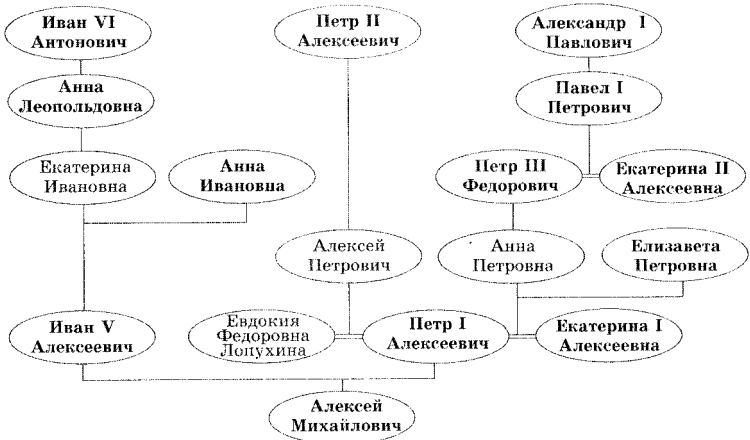 Иван VI
Антонович
Петр II
Алексеевич
Александр I
Павлович
Анна
Леопольдовна
Павел I
Петрович
Екатерина
Ивановна
Анна
Ивановна
Петр III
Федорович
Екатерина II
Алексеевна
Алексей
Петрович
Анна
Петровна
Елизавета
Петровна
Иван V
Алексеевич
Евдокия
Федоровна
Лопухина
Петр I
Алексеевич
Екатерина I
Алексеевна
Алексей
Михайлович